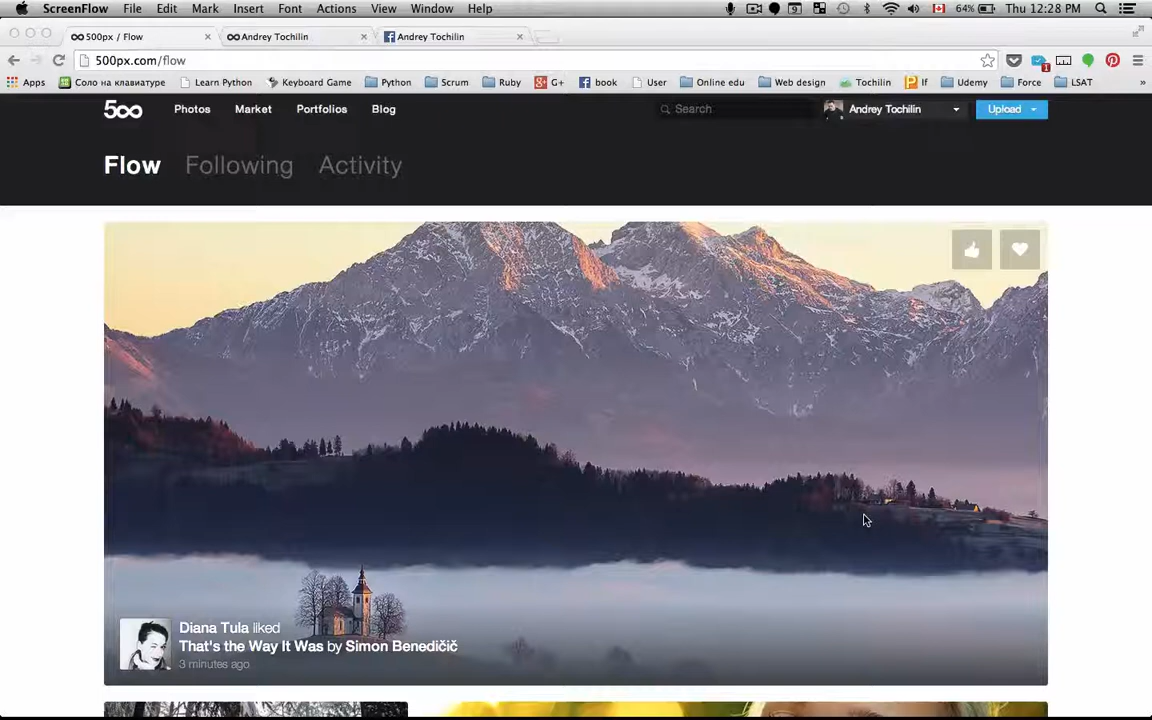 ScreenFlow File Edit Mark Insert Font Actions View Window Help 9 64% Thu 12:28 PM
500px / Flow Andrey Tochilin Andrey Tochilin
500px.com/flow 1
Apps Соло на клавиатуре Learn Python Keyboard Game Python Scrum Ruby G+ book User Online edu Web design Tochilin If Udemy Force LSAT »
500 Photos Market Portfolios Blog Search Andrey Tochilin Upload
Flow Following Activity
Diana Tula liked
That's the Way It Was by Simon Benedičič
3 minutes ago